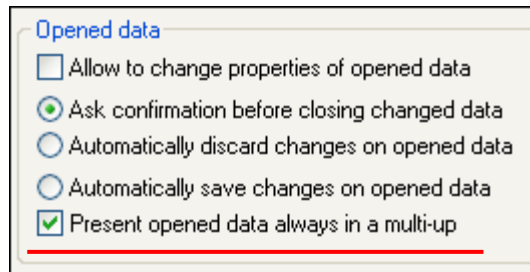 Opened data
Allow to change properties of opened data
Ask confirmation before closing changed data
Automatically discard changes on opened data
Automatically save changes on opened data
Present opened data always in a multi-up